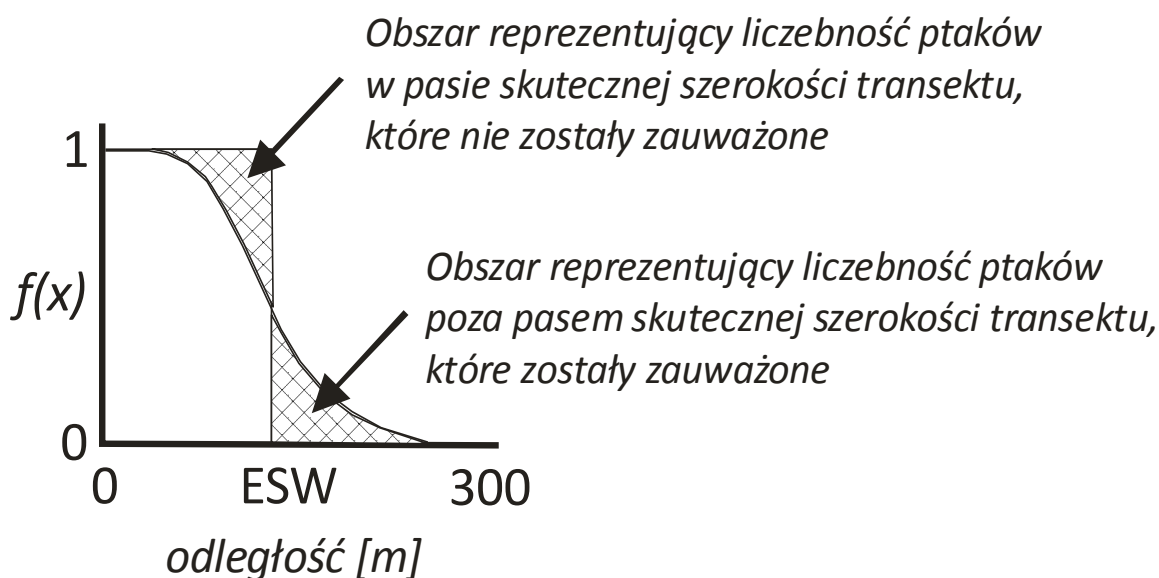 Obszar reprezentujący liczebność ptaków
w pasie skutecznej szerokości transektu,
które nie zostały zauważone
1
Obszar reprezentujący liczebność ptaków
poza pasem skutecznej szerokości transektu,
które zostały zauważone
f(x)
0
0 ESW 300
odległość [m]